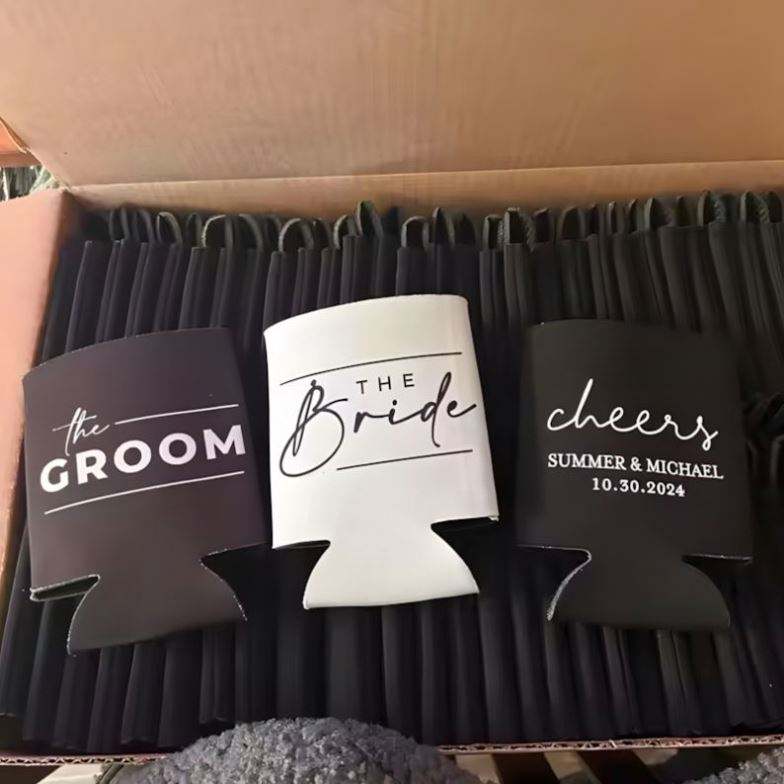 the
GROOM
THE
Bride
cheers
SUMMER & MICHAEL
10.30.2024